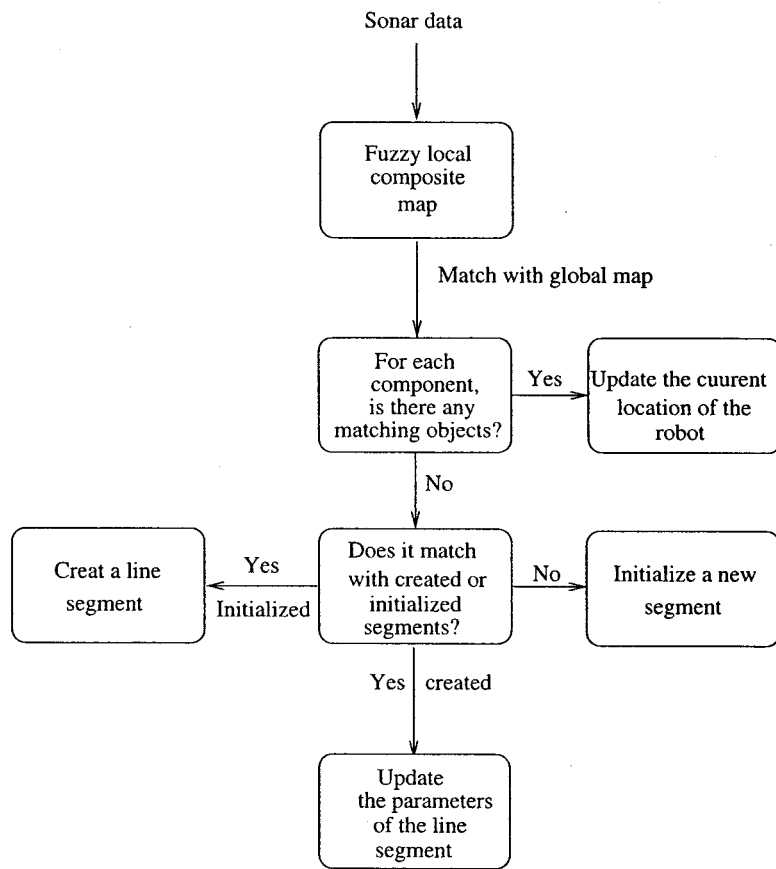 Sonar data
Fuzzy local
composite
map
Match with global map
For each
component,
is there any
matching objects?
Yes
Update the cuurent
location of the
robot
No
Creat a line
segment
Yes
Initialized
Does it match
with created or
initialized
segments?
No
Initialize a new
segment
Yes created
Update
the parameters
of the line
segment